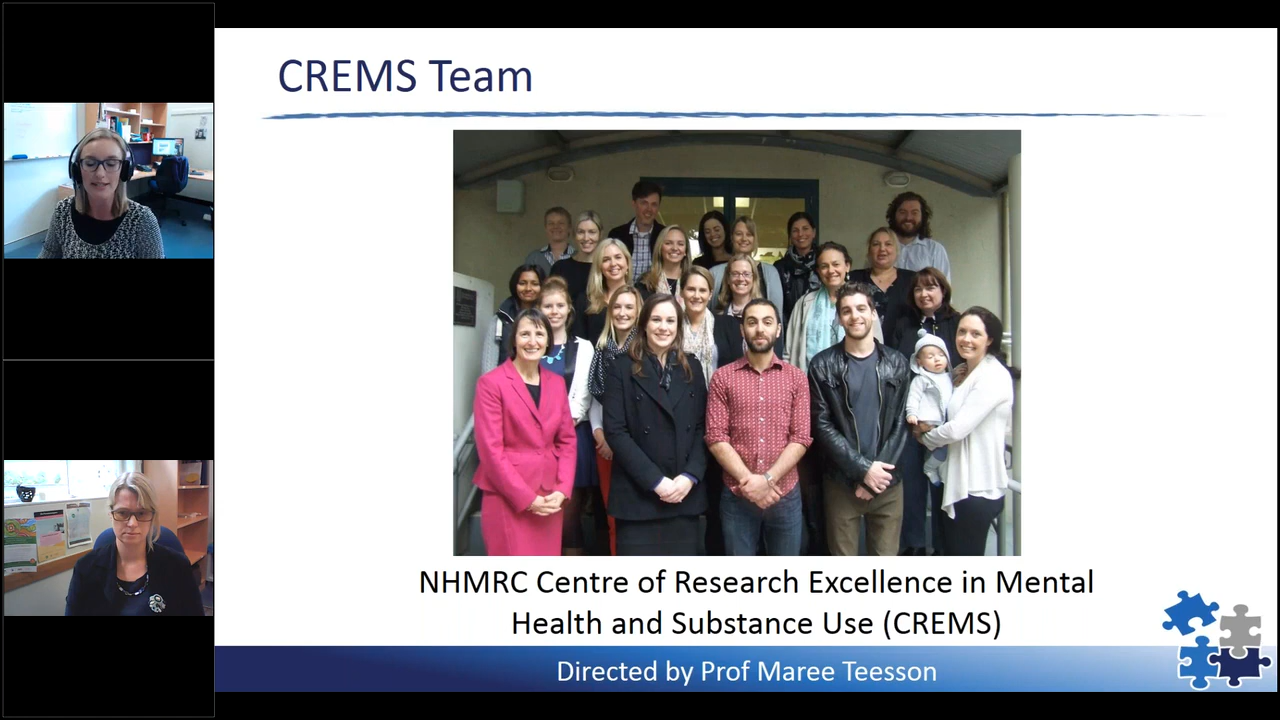 CREMS Team
NHMRC Centre of Research Excellence in Mental
Health and Substance Use (CREMS)
Directed by Prof Maree Teesson